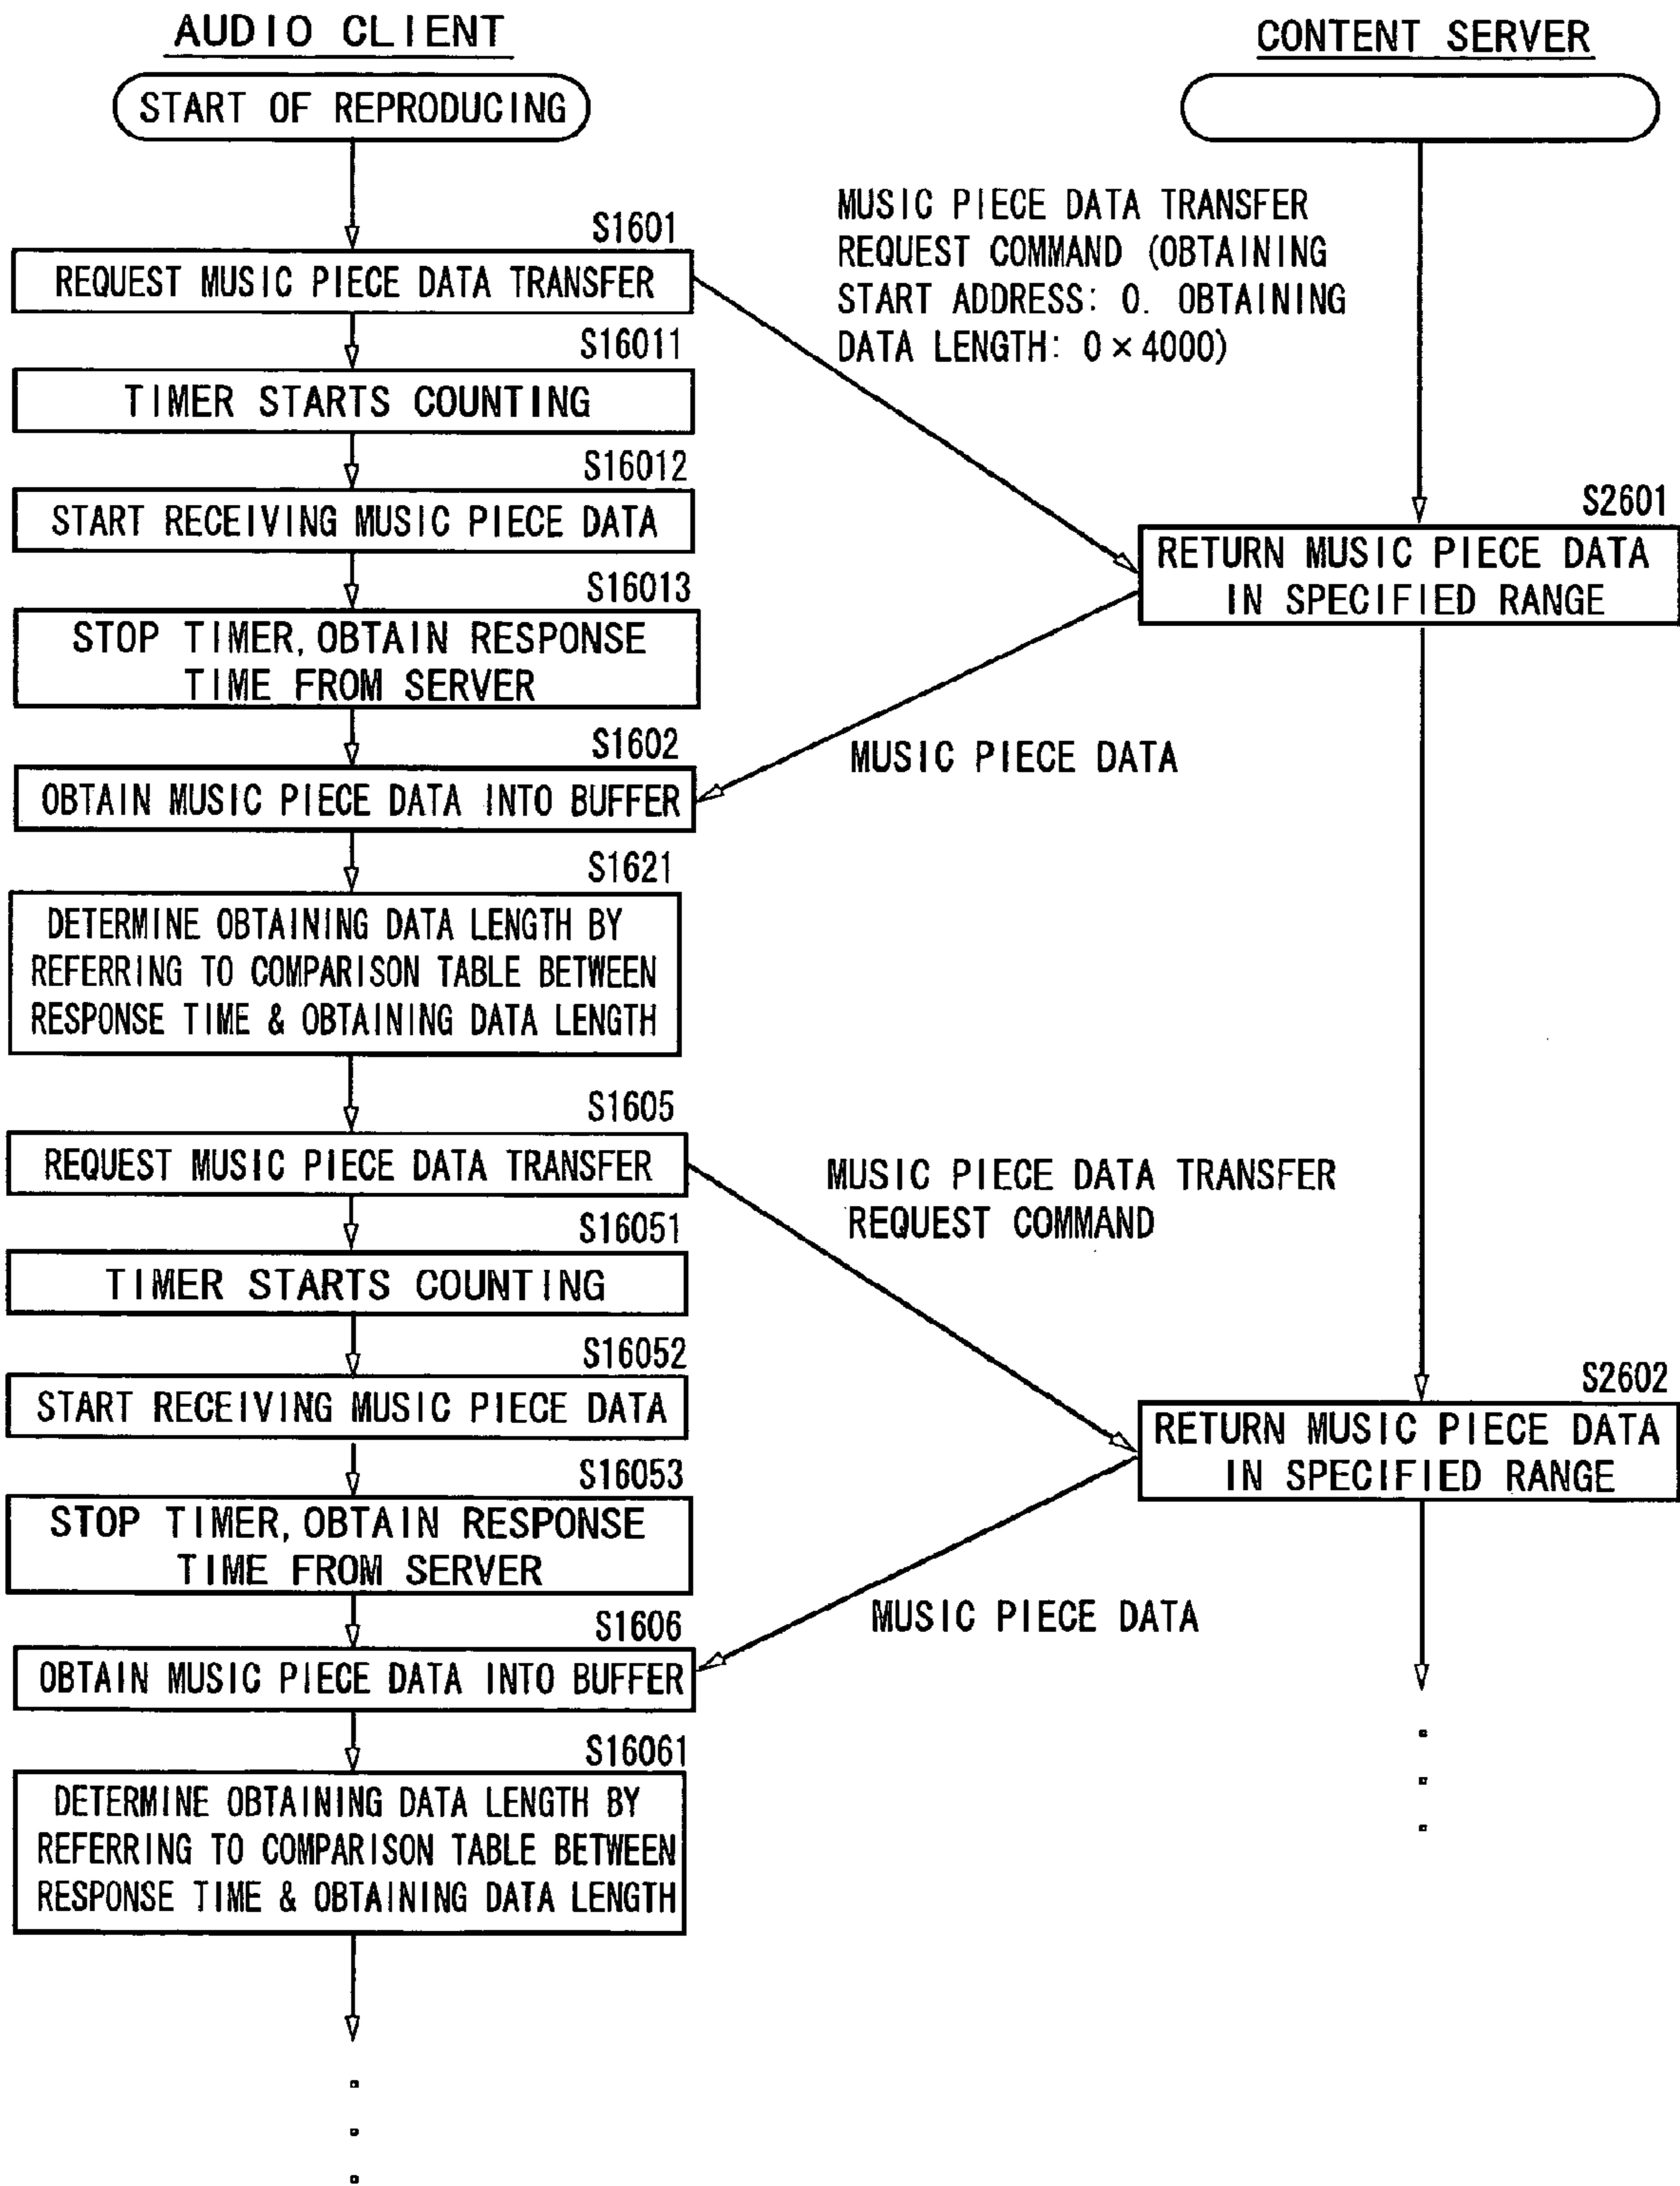 AUDIO CLIENT
CONTENT SERVER
START OF REPRODUCING
MUSIC PIECE DATA TRANSFER
REQUEST COMMAND (OBTAINING
START ADDRESS: 0. OBTAINING
DATA LENGTH: 0×4000)
S1601
REQUEST MUSIC PIECE DATA TRANSFER
S16011
TIMER STARTS COUNTING
S16012
START RECEIVING MUSIC PIECE DATA
S2601
RETURN MUSIC PIECE DATA
IN SPECIFIED RANGE
S16013
STOP TIMER, OBTAIN RESPONSE
TIME FROM SERVER
MUSIC PIECE DATA
S1602
OBTAIN MUSIC PIECE DATA INTO BUFFER
S1621
DETERMINE OBTAINING DATA LENGTH BY
REFERRING TO COMPARISON TABLE BETWEEN
RESPONSE TIME & OBTAINING DATA LENGTH
S1605
REQUEST MUSIC PIECE DATA TRANSFER
MUSIC PIECE DATA TRANSFER
REQUEST COMMAND
S16051
TIMER STARTS COUNTING
S16052
START RECEIVING MUSIC PIECE DATA
S2602
RETURN MUSIC PIECE DATA
IN SPECIFIED RANGE
S16053
STOP TIMER, OBTAIN RESPONSE
TIME FROM SERVER
MUSIC PIECE DATA
S1606
OBTAIN MUSIC PIECE DATA INTO BUFFER
S16061
DETERMINE OBTAINING DATA LENGTH BY
REFERRING TO COMPARISON TABLE BETWEEN
RESPONSE TIME & OBTAINING DATA LENGTH